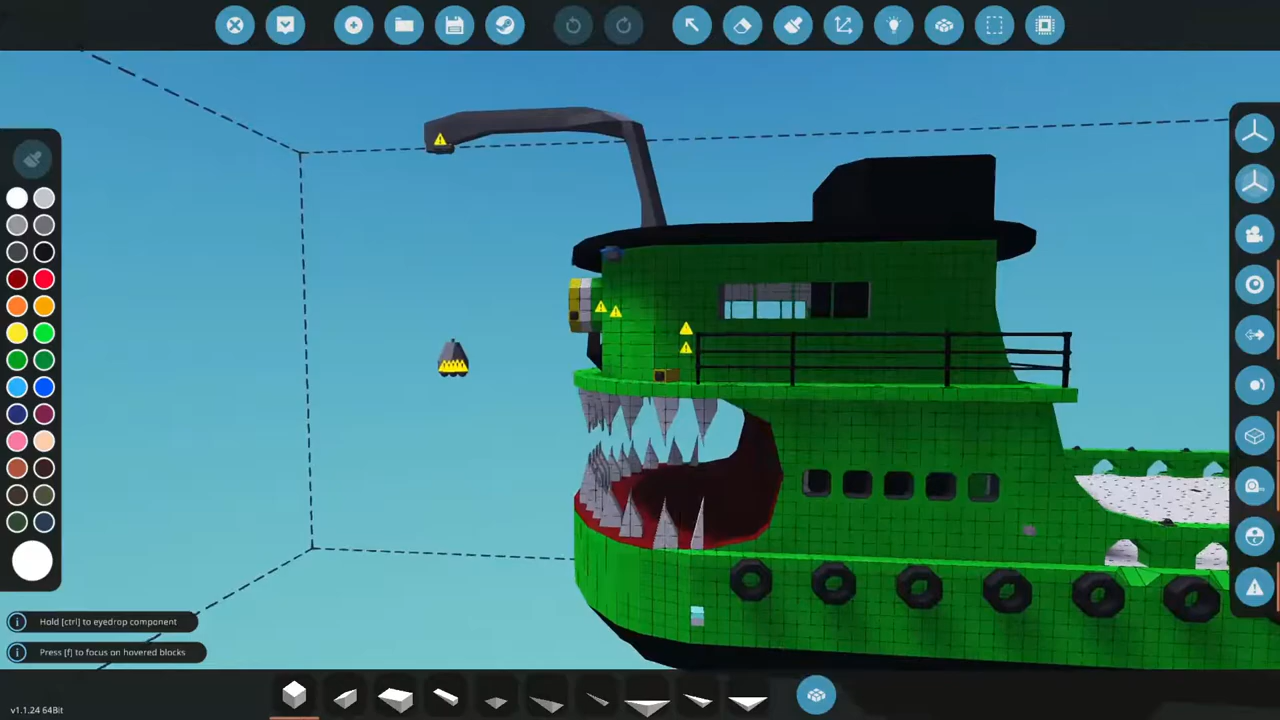 Hold [ctrl] to eyedrop component
Press [f] to focus on hovered blocks
v1.1.24 64Bit